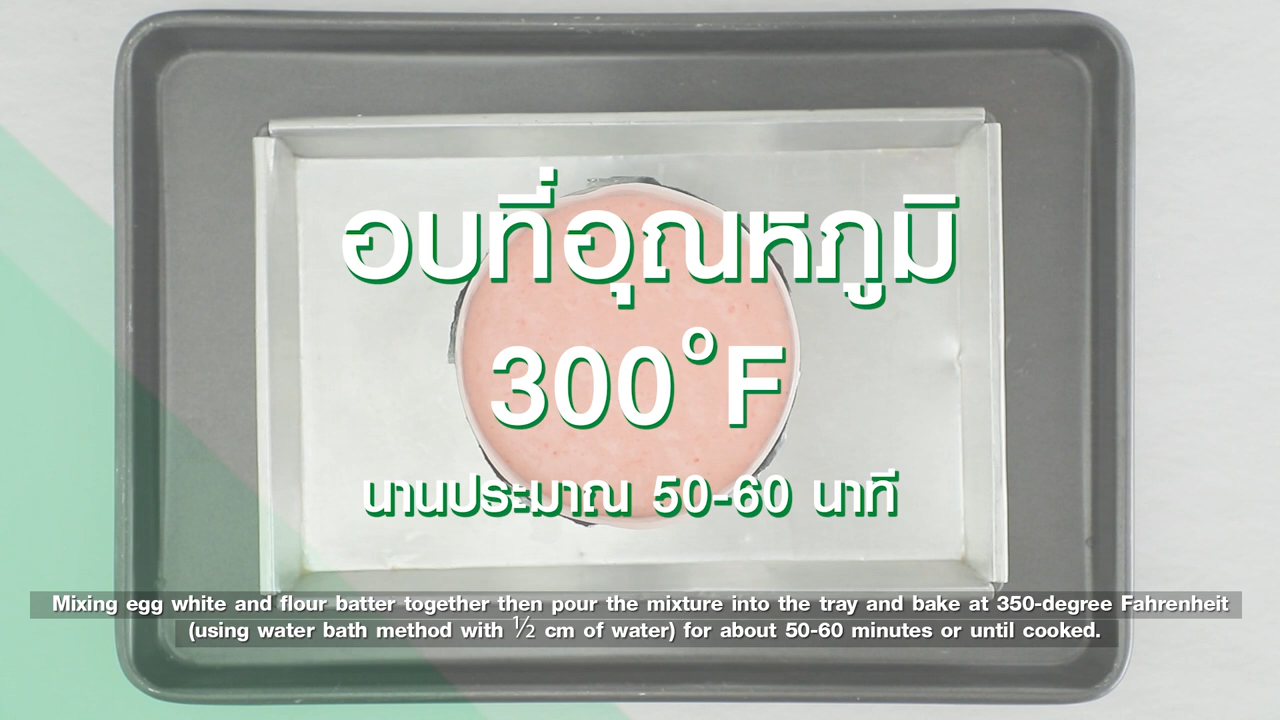 อบที่อุณหภูมิ
300°F
นานประมาณ 50-60 นาที
Mixing egg white and flour batter together then pour the mixture into the tray and bake at 350-degree Fahrenheit
(using water bath method with ½ cm of water) for about 50-60 minutes or until cooked.